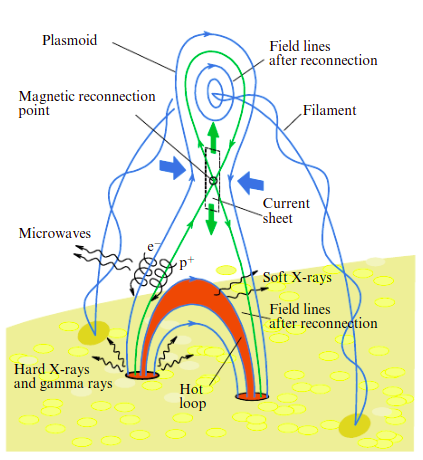 Plasmoid
Field lines
after reconnection
Magnetic reconnection
point
Filament
Current
sheet
Microwaves
e⁻
p⁺
Soft X-rays
Field lines
after reconnection
Hard X-rays
and gamma rays
Hot
loop